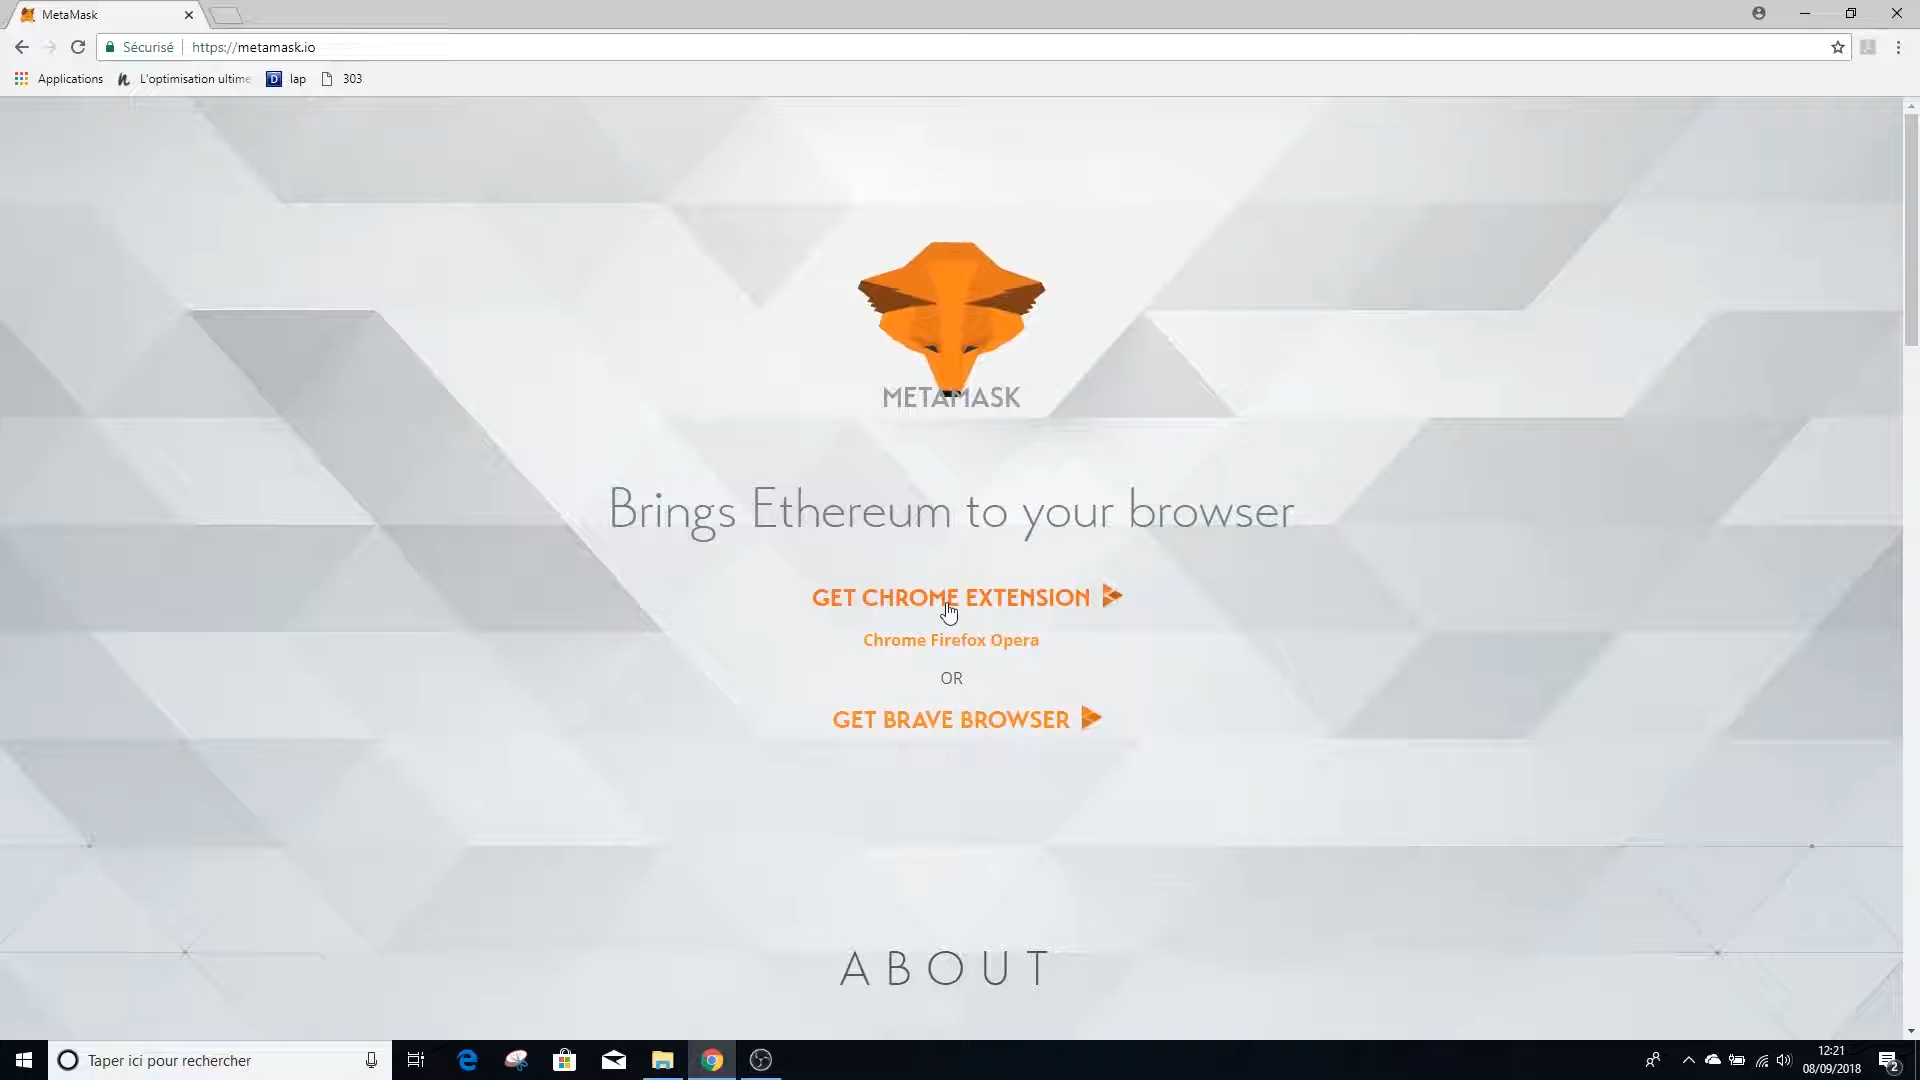 MetaMask
Sécurisé https://metamask.io
Applications L'optimisation ultime lap 303
METAMASK
Brings Ethereum to your browser
GET CHROME EXTENSION
Chrome Firefox Opera
OR
GET BRAVE BROWSER
ABOUT
Taper ici pour rechercher
12:21
08/09/2018
2